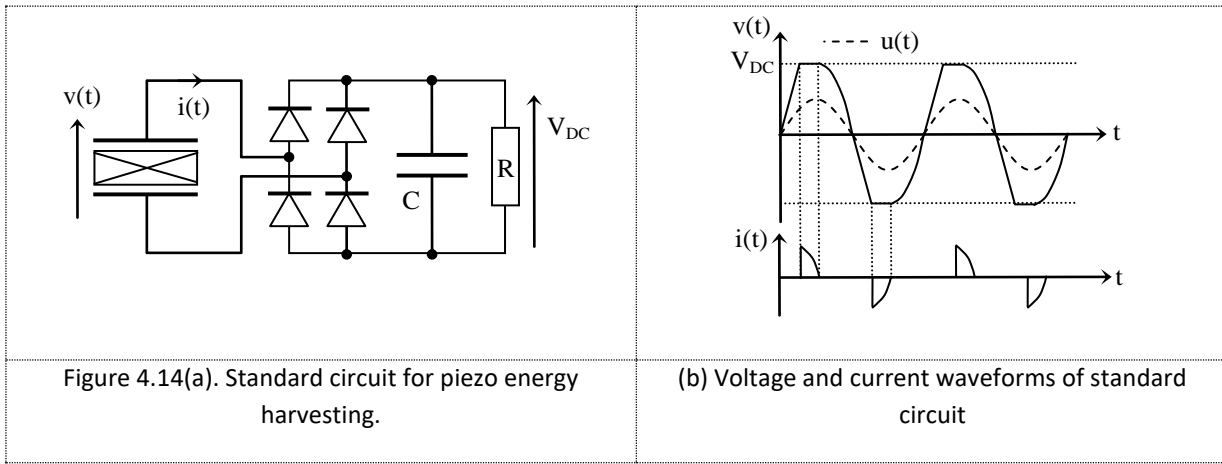 v(t)
i(t)
V_DC
C
R
v(t)
u(t)
V_DC
t
i(t)
t
Figure 4.14(a). Standard circuit for piezo energy
harvesting.
(b) Voltage and current waveforms of standard
circuit